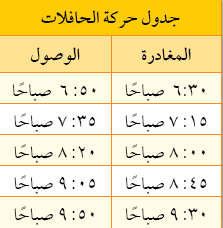 جدول حركة الحافلات
المغادرة الوصول
٦:٣٠ صباحًا ٦:٥٠ صباحًا
٧:١٥ صباحًا ٧:٣٥ صباحًا
٨:٠٠ صباحًا ٨:٢٠ صباحًا
٨:٤٥ صباحًا ٩:٠٥ صباحًا
٩:٣٠ صباحًا ٩:٥٠ صباحًا